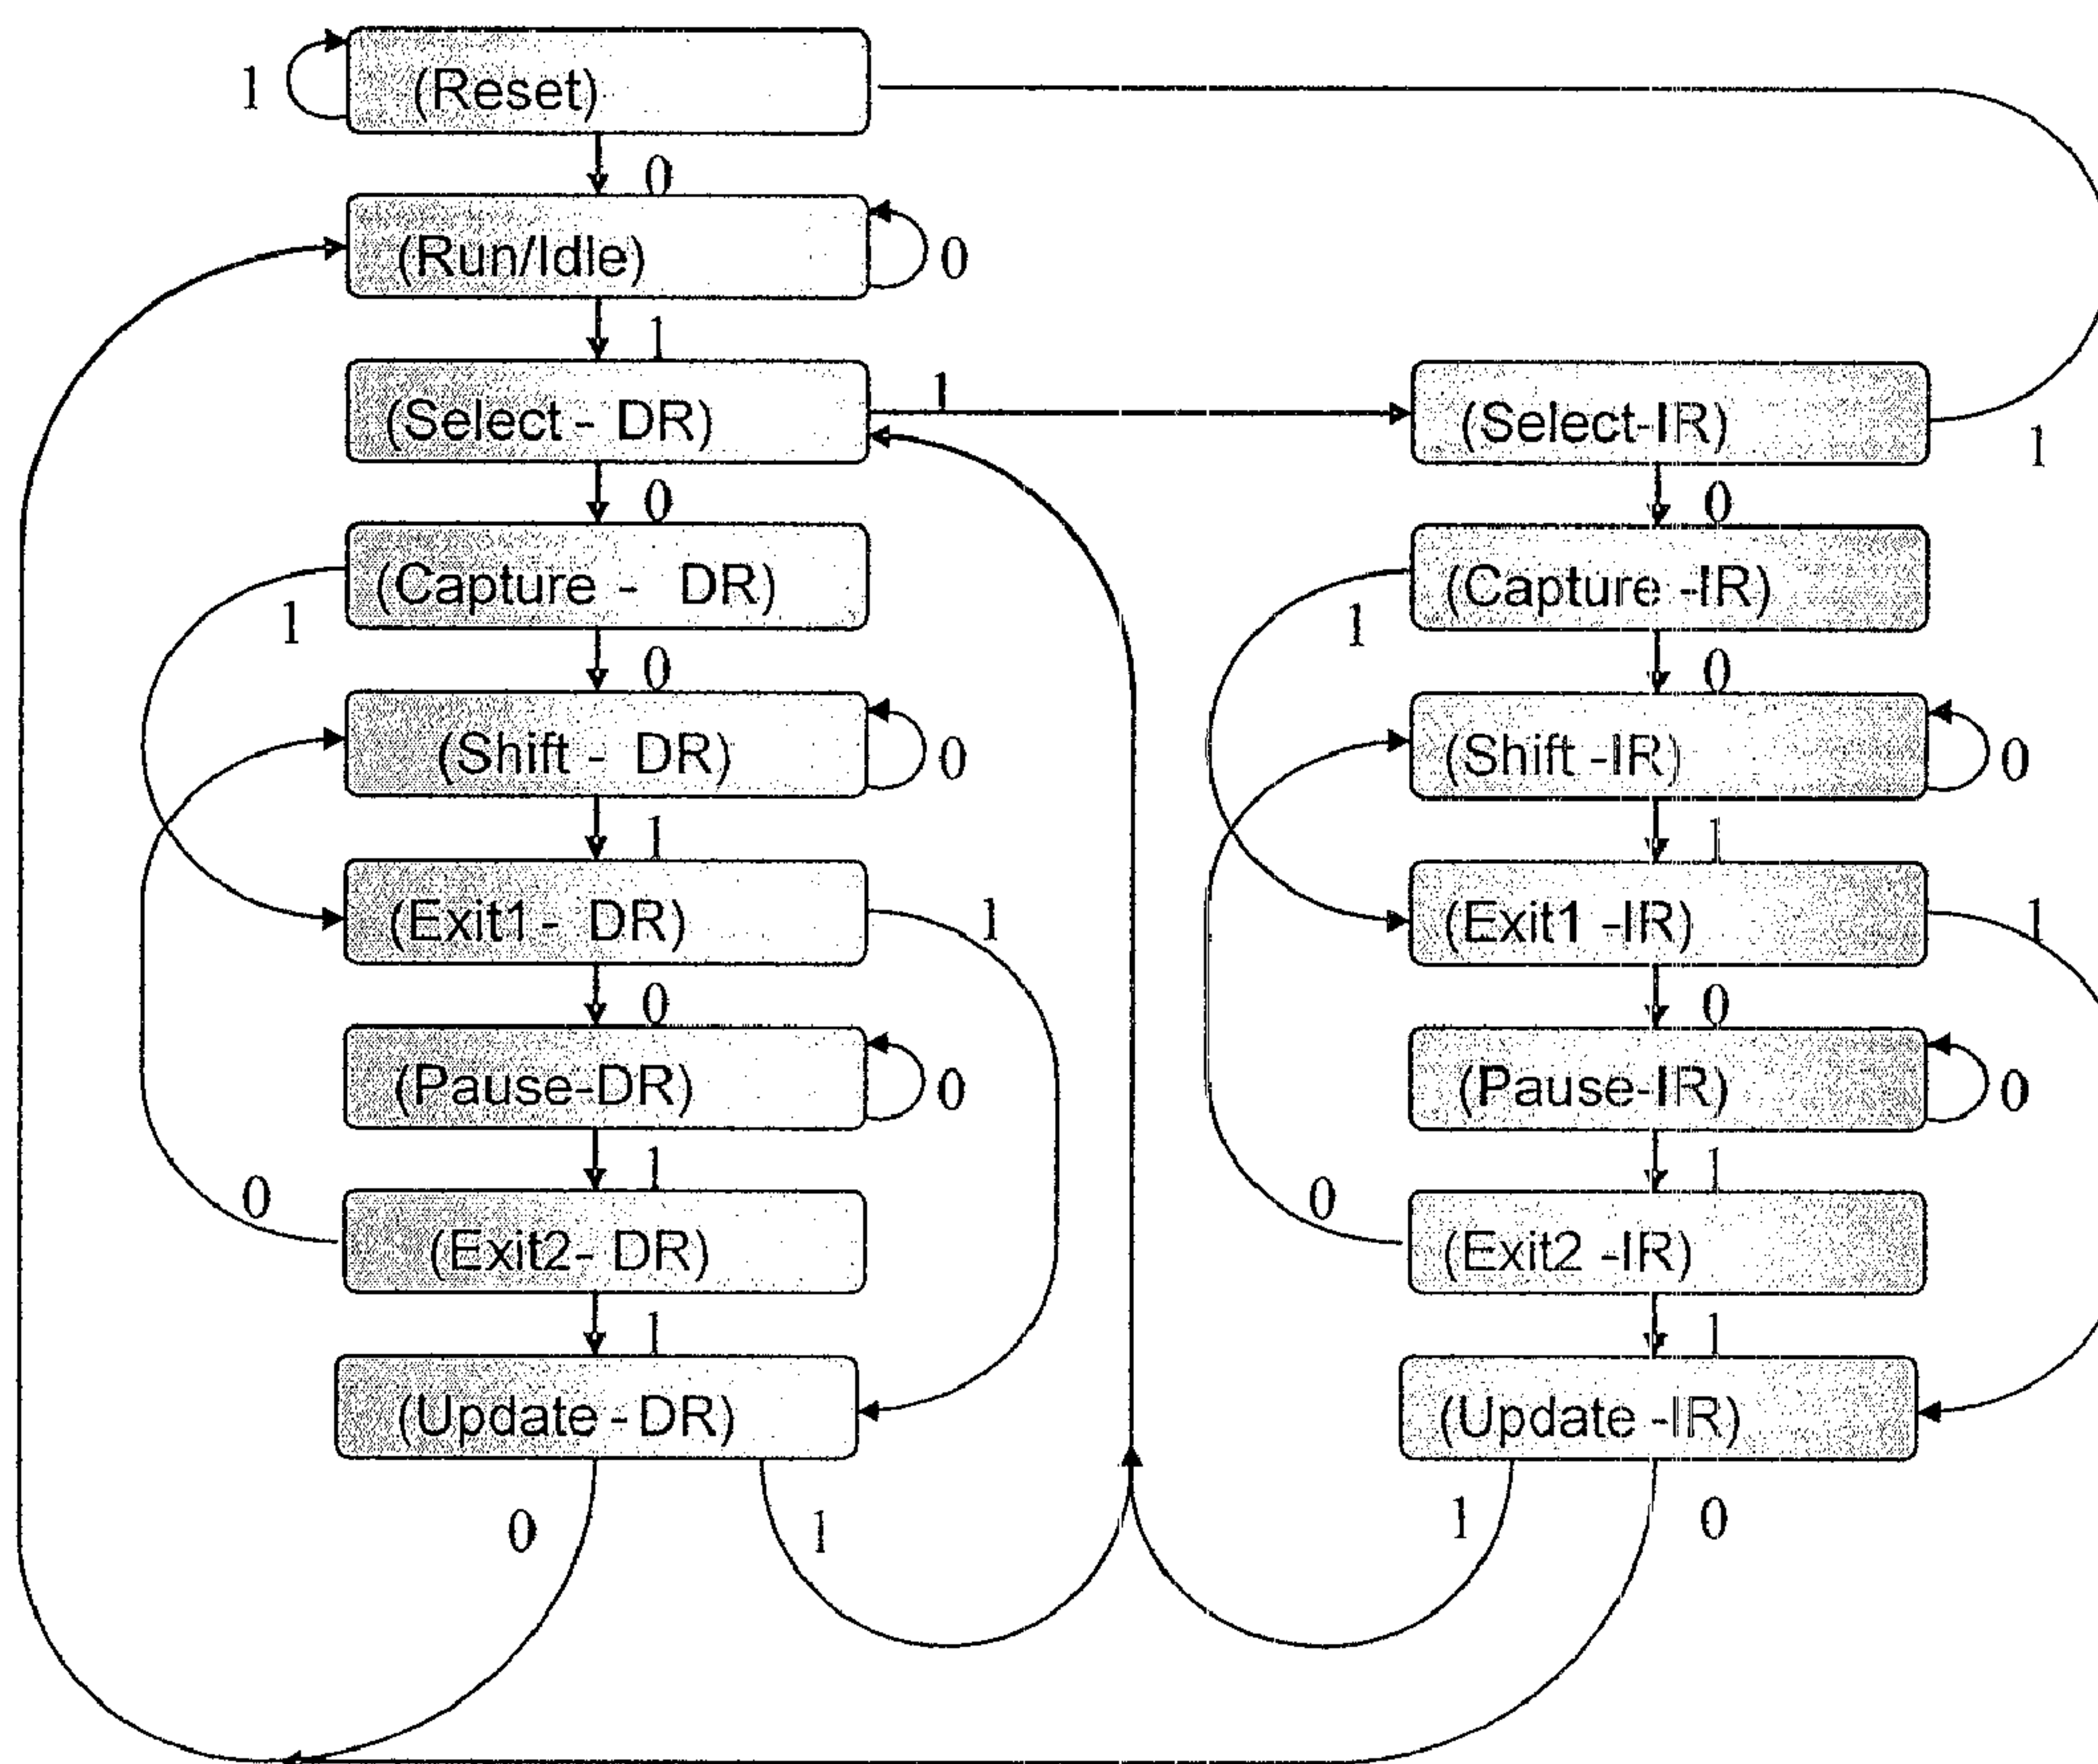 (Reset)
1
0
(Run/Idle)
0
1
(Select - DR)
1
(Select-IR)
1
0
0
(Capture - DR)
(Capture -IR)
1
1
0
0
(Shift - DR)
0
(Shift -IR)
0
1
1
(Exit1 - DR)
1
(Exit1 -IR)
1
0
0
(Pause-DR)
0
(Pause-IR)
0
1
1
0
(Exit2- DR)
0
(Exit2 -IR)
1
1
(Update - DR)
(Update -IR)
0
1
1
0